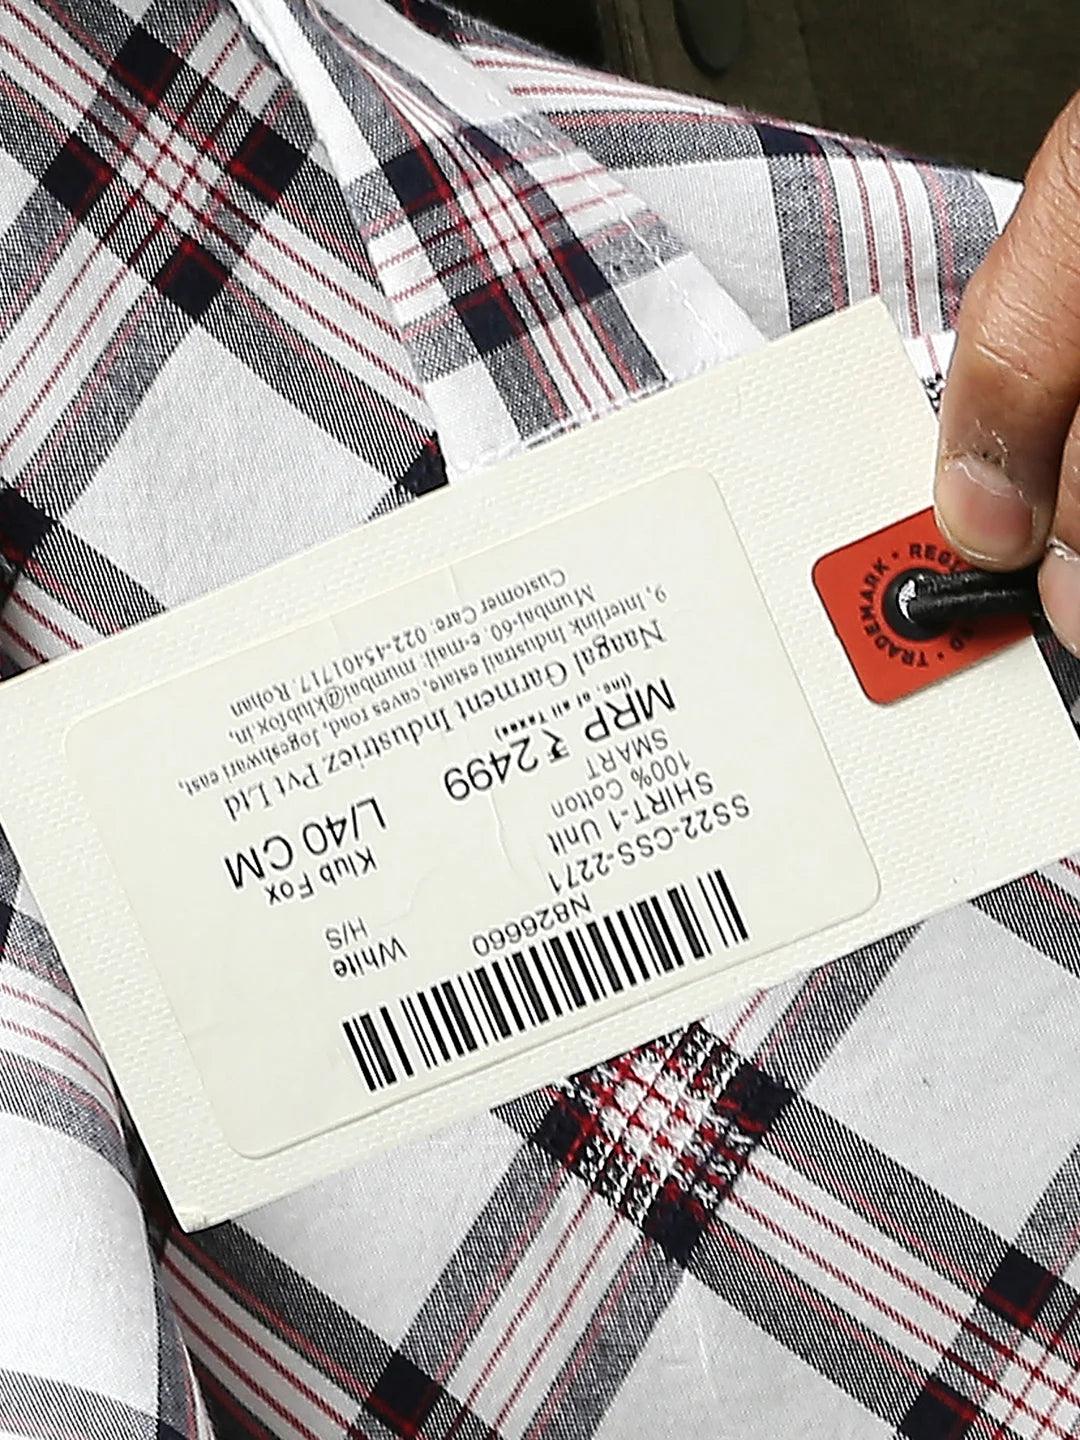 N826660
White
H/S
SS22-CSS-2271
SHIRT-1 Unit
100% Cotton
SMART
Klub Fox
L/40 CM
MRP ₹2499
(inc. of all Taxes)
Naagal Garment Industriez Pvt Ltd
9, Interlink Industrail estate, caves road, Jogeshwari east,
Mumbai-60 e-mail: mumbai@klubfox.in,
Customer Care: 022-45401717. Rohan
TRADEMARK •